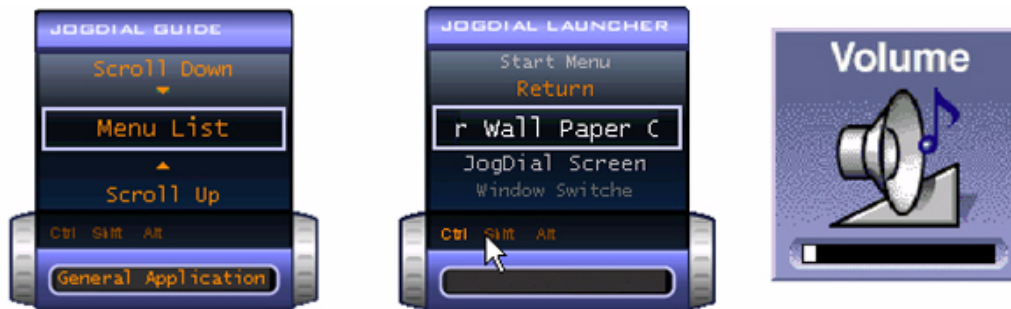 JOGDIAL GUIDE
Scroll Down
Menu List
Scroll Up
Ctrl Shift Alt
General Application
JOGDIAL LAUNCHER
Start Menu
Return
r Wall Paper C
JogDial Screen
Window Switche
Ctrl Shift Alt
Volume